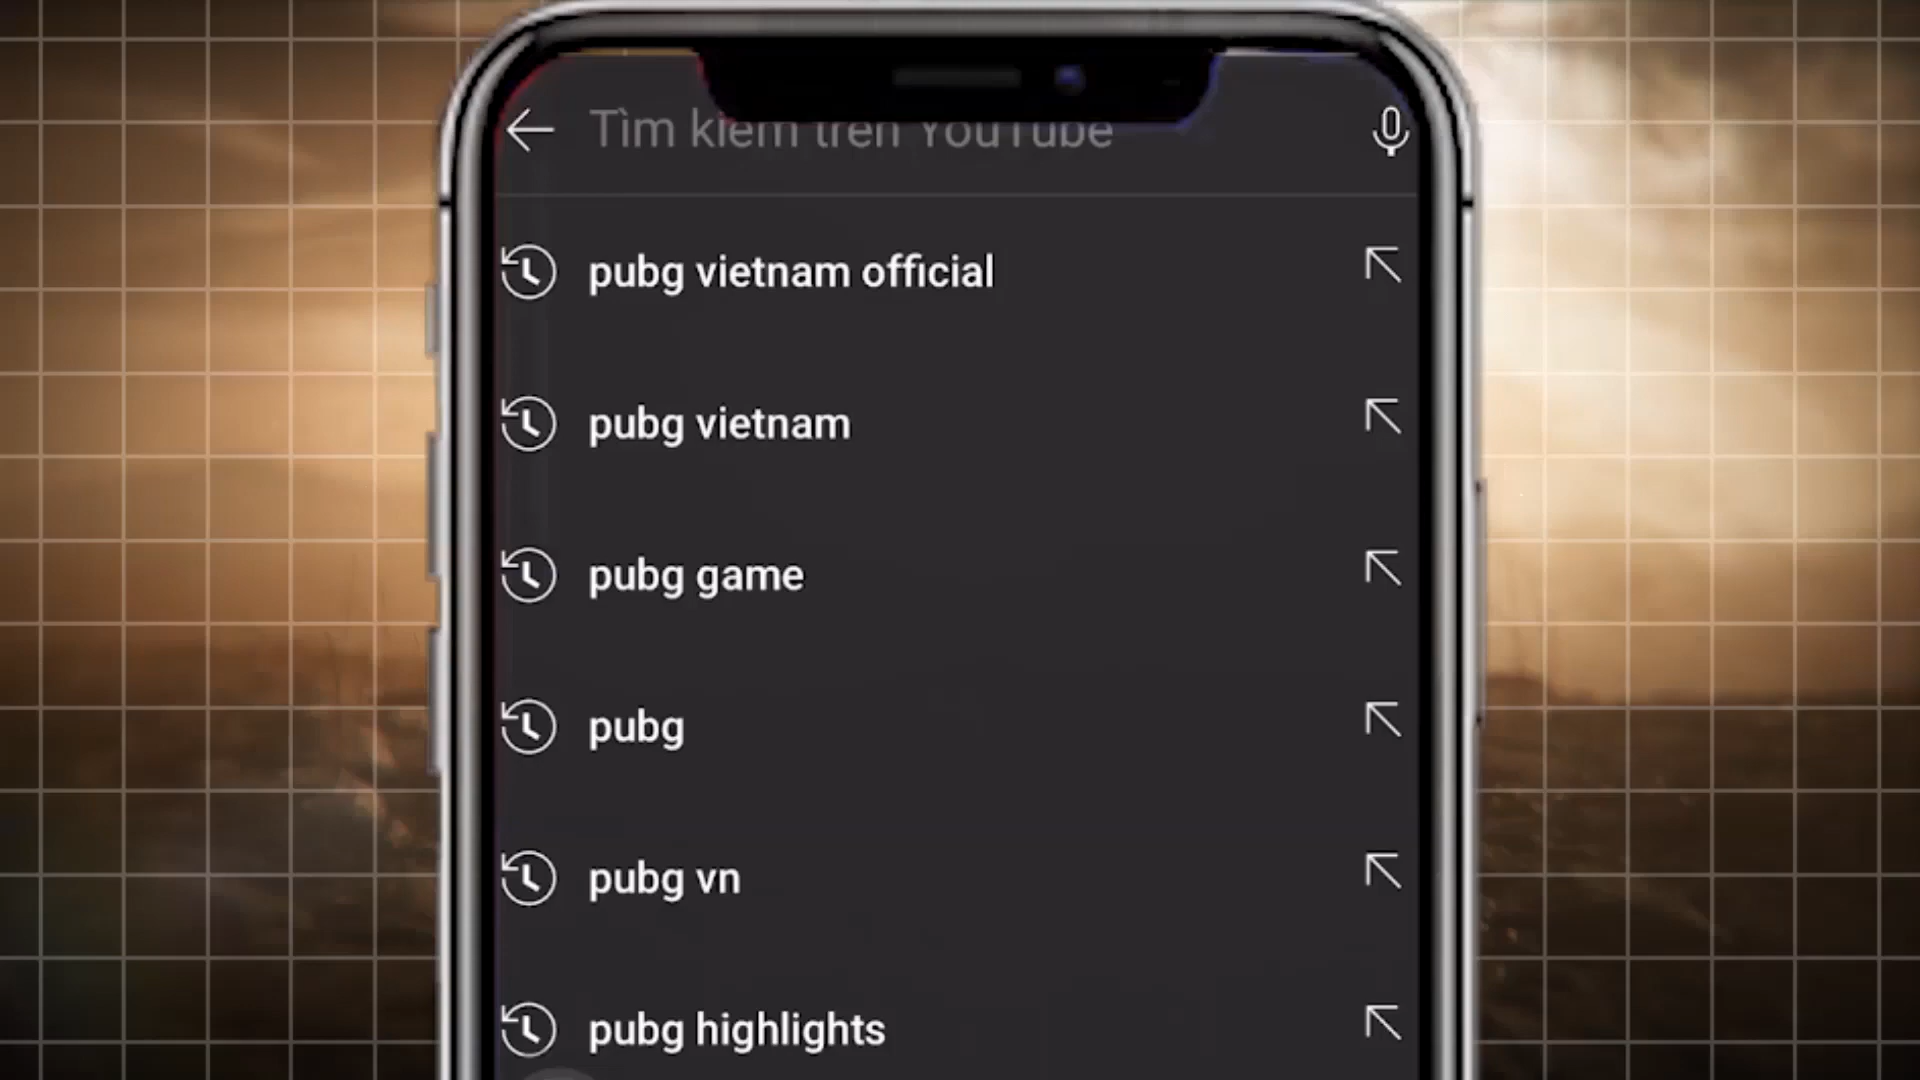 Tìm kiếm trên YouTube
pubg vietnam official
pubg vietnam
pubg game
pubg
pubg vn
pubg highlights